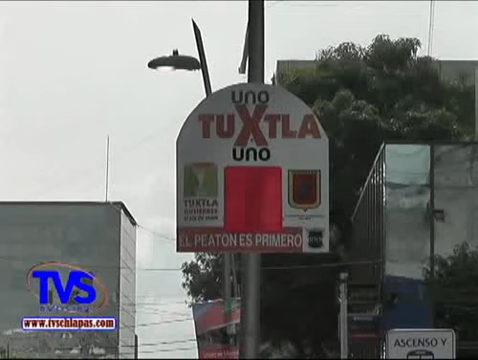 UNO
TUXTLA
UNO
TUXTLA
EL PEATON ES PRIMERO
TVS
www.tvschiapas.com
ASCENSO Y